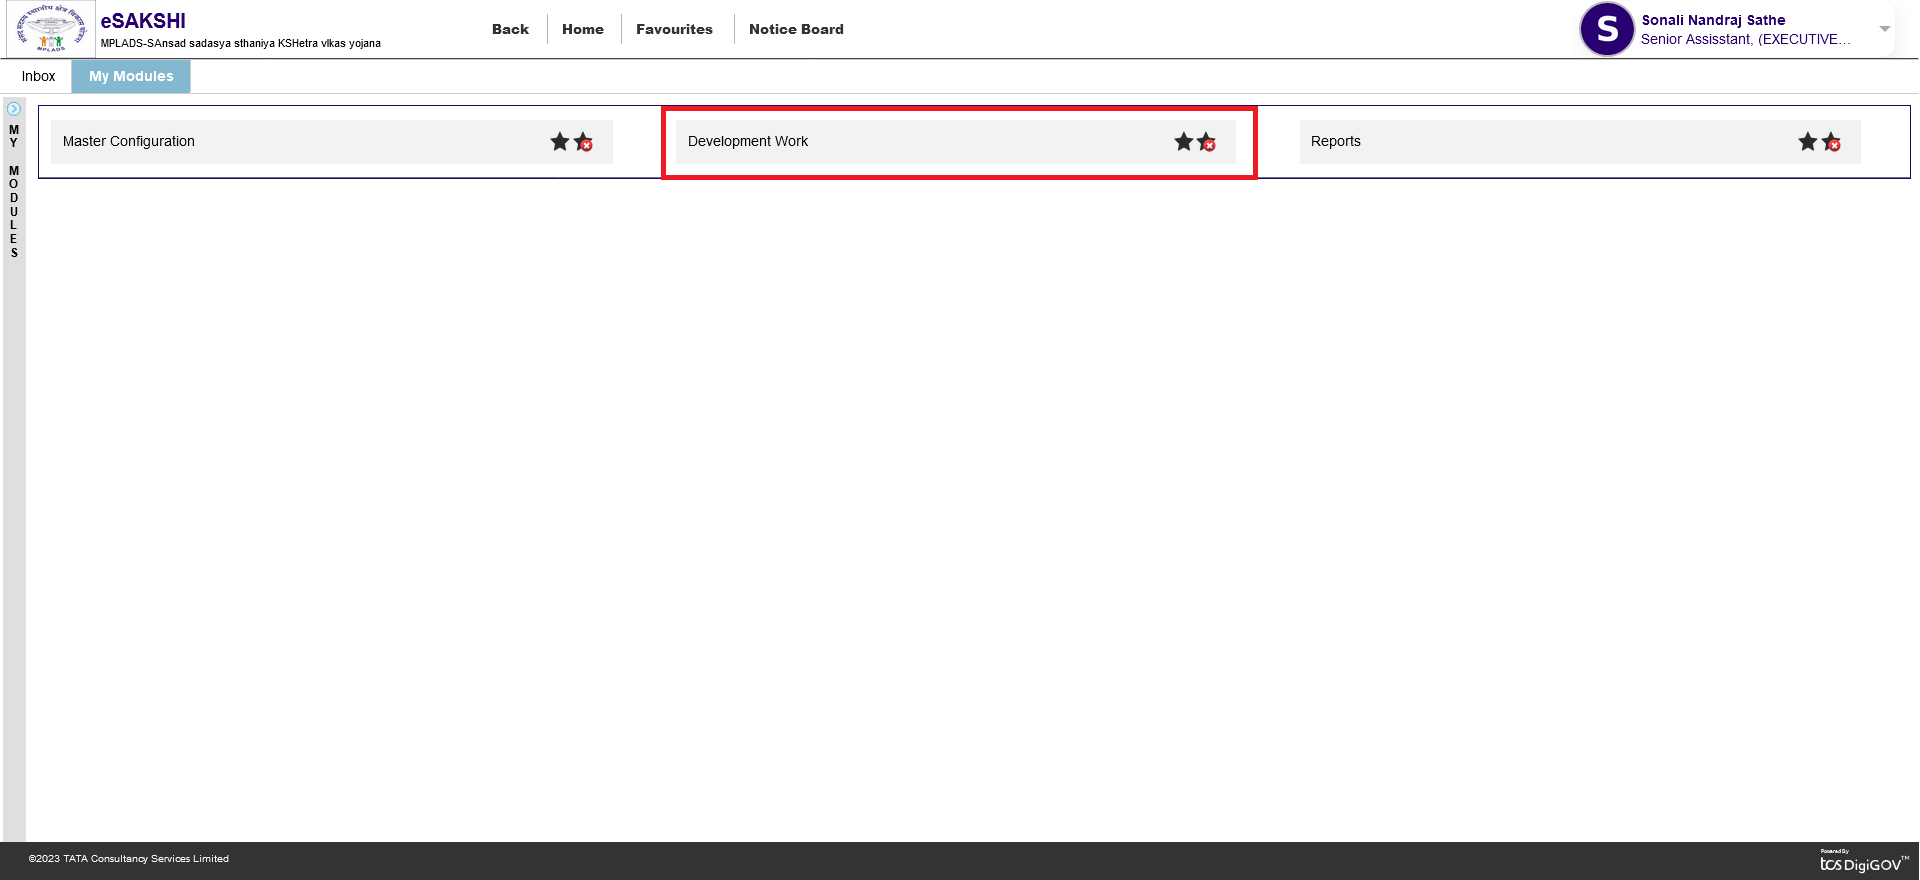 eSAKSHI
MPLADS-SAnsad sadasya sthaniya KSHetra vIkas yojana
MPLADS
Back
Home
Favourites
Notice Board
S
Sonali Nandraj Sathe
Senior Assisstant, (EXECUTIVE...
Inbox
My Modules
MY MODULES
Master Configuration
Development Work
Reports
©2023 TATA Consultancy Services Limited
Powered By
tcs DigiGOV™